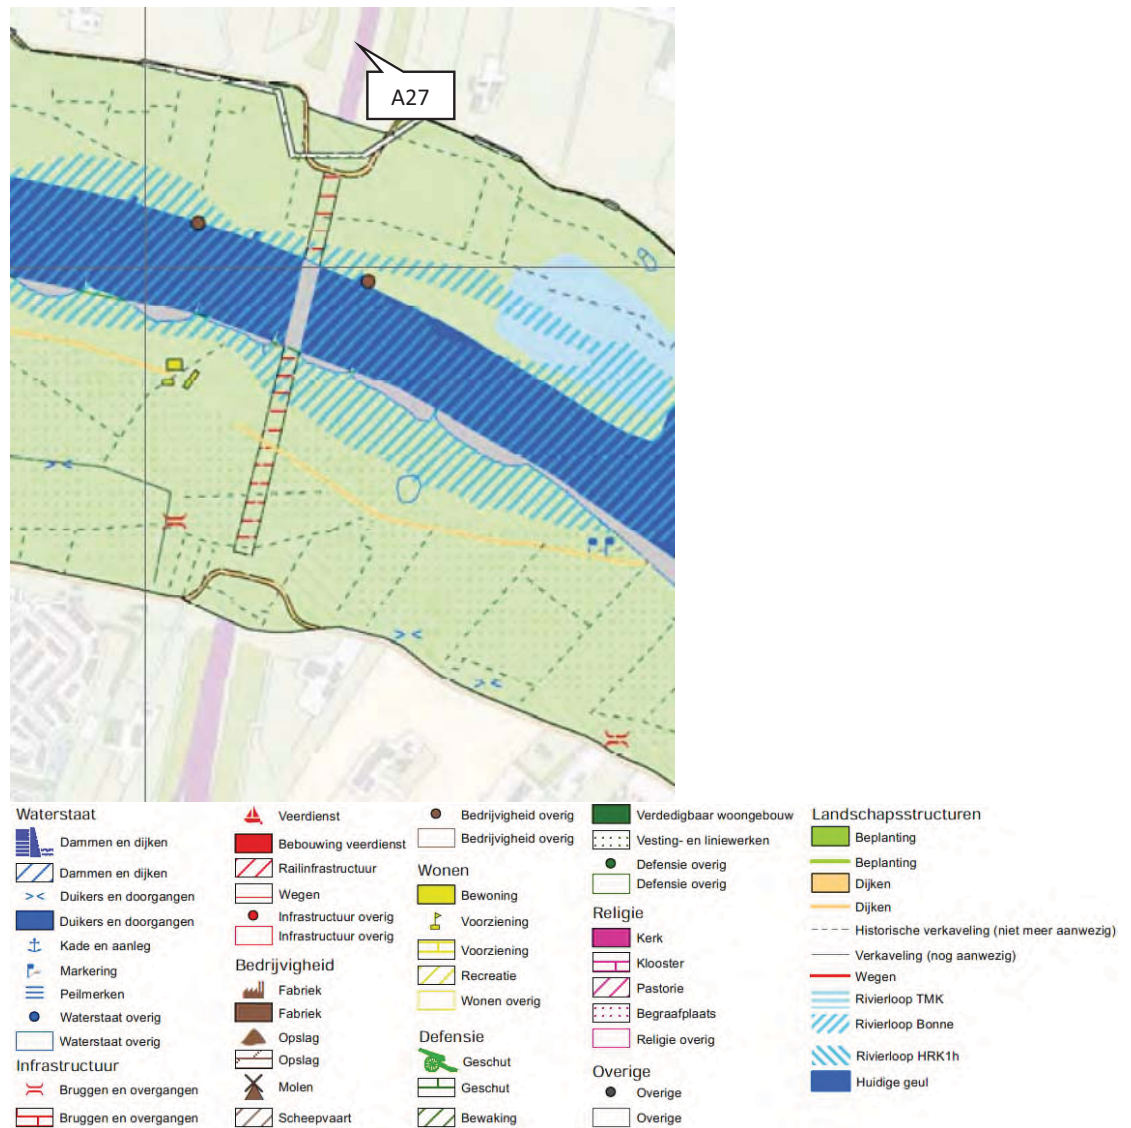 A27
Waterstaat
Dammen en dijken
Dammen en dijken
Duikers en doorgangen
Duikers en doorgangen
Kade en aanleg
Markering
Peilmerken
Waterstaat overig
Waterstaat overig
Infrastructuur
Bruggen en overgangen
Bruggen en overgangen
Veerdienst
Bebouwing veerdienst
Railinfrastructuur
Wegen
Infrastructuur overig
Infrastructuur overig
Bedrijvigheid
Fabriek
Fabriek
Opslag
Opslag
Molen
Scheepvaart
Bedrijvigheid overig
Bedrijvigheid overig
Wonen
Bewoning
Voorziening
Voorziening
Recreatie
Wonen overig
Defensie
Geschut
Geschut
Bewaking
Verdedigbaar woongebouw
Vesting- en liniewerken
Defensie overig
Defensie overig
Religie
Kerk
Klooster
Pastorie
Begraafplaats
Religie overig
Overige
Overige
Overige
Landschapsstructuren
Beplanting
Beplanting
Dijken
Dijken
Historische verkaveling (niet meer aanwezig)
Verkaveling (nog aanwezig)
Wegen
Rivierloop TMK
Rivierloop Bonne
Rivierloop HRK1h
Huidige geul